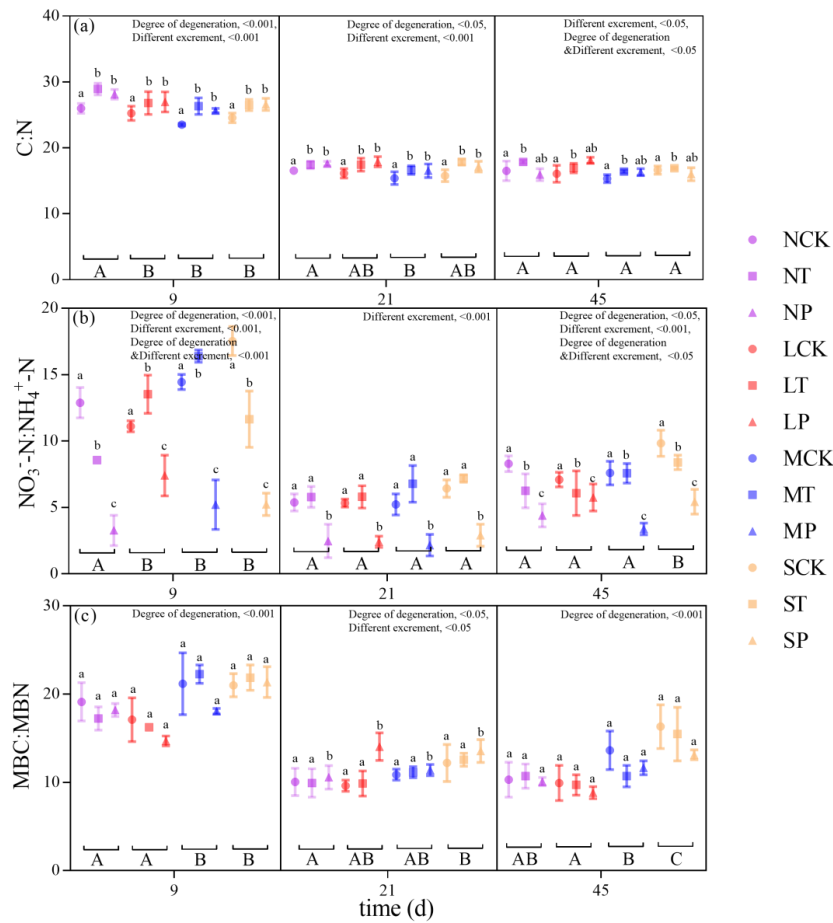 (a)
Degree of degeneration, <0.001,
Different excrement, <0.001
Degree of degeneration, <0.05,
Different excrement, <0.001
Different excrement, <0.05,
Degree of degeneration
&Different excrement, <0.05
C:N
40
30
20
10
0
a b b a b b a b b a b b
a b b a b b a b b a b b
a b ab a b ab a b ab a b ab
A B B B
A AB B AB
A A A A
9 21 45
(b)
Degree of degeneration, <0.001,
Different excrement, <0.001,
Degree of degeneration
&Different excrement, <0.001
Different excrement, <0.001
Degree of degeneration, <0.05,
Different excrement, <0.001,
Degree of degeneration
&Different excrement, <0.05
NO₃⁻-N:NH₄⁺-N
20
15
10
5
0
a b c a b c a b c a b c
a a b a a b a a b a a b
a b c a b c a b c a b c
A B B B
A A A A
A A A B
9 21 45
(c)
Degree of degeneration, <0.001
Degree of degeneration, <0.05,
Different excrement, <0.05
Degree of degeneration, <0.001
MBC:MBN
30
20
10
0
a a a a a a a a a a a a
a a b a a b a a b a a b
a a a a a a a a a a a a
A A B B
A AB AB B
AB A B C
9 21 45
time (d)
NCK
NT
NP
LCK
LT
LP
MCK
MT
MP
SCK
ST
SP